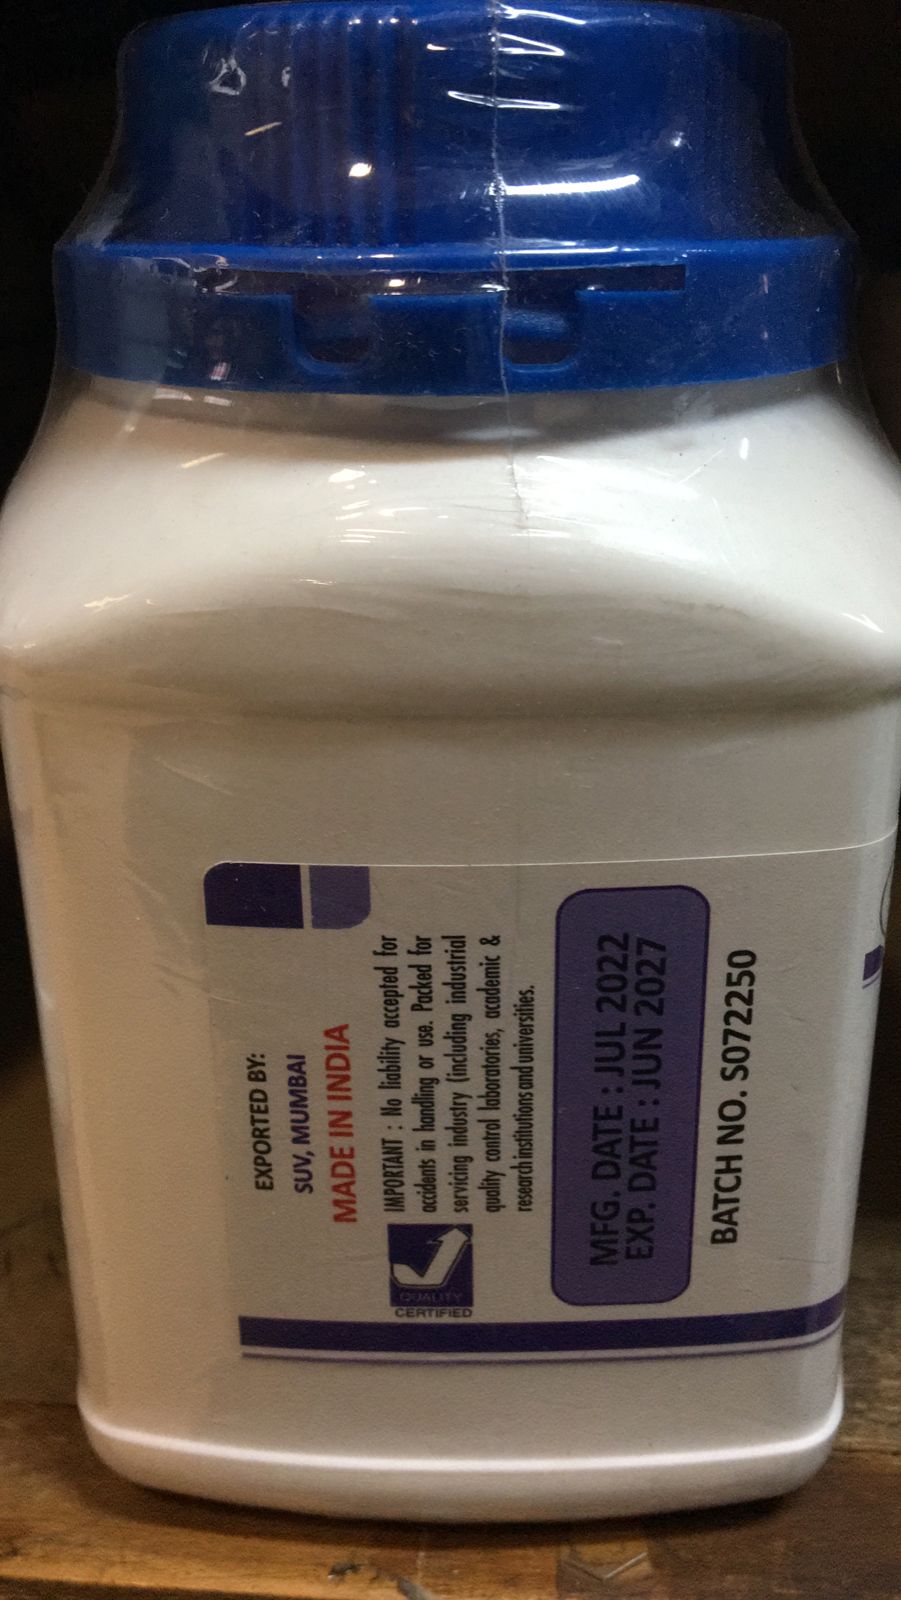 EXPORTED BY:
SUV, MUMBAI
MADE IN INDIA
IMPORTANT : No liability accepted for
accidents in handling or use. Packed for
servicing industry (including industrial
quality control laboratories, academic &
research institutions and universities.
QUALITY
CERTIFIED
MFG. DATE : JUL 2022
EXP. DATE : JUN 2027
BATCH NO. S072250